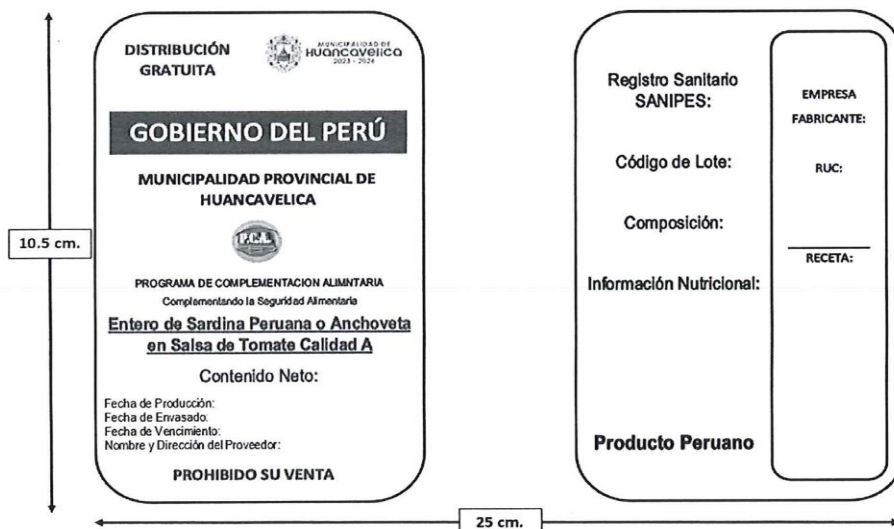 DISTRIBUCIÓN
GRATUITA
MUNICIPALIDAD DE
HUANCAVELICA
2023 - 2026
GOBIERNO DEL PERÚ
MUNICIPALIDAD PROVINCIAL DE
HUANCAVELICA
P.C.A.
PROGRAMA DE COMPLEMENTACION ALIMNTARIA
Complementando la Seguridad Alimentaria
Entero de Sardina Peruana o Anchoveta
en Salsa de Tomate Calidad A
Contenido Neto:
Fecha de Producción:
Fecha de Envasado:
Fecha de Vencimiento:
Nombre y Dirección del Proveedor:
PROHIBIDO SU VENTA
10.5 cm.
Registro Sanitario
SANIPES:
Código de Lote:
Composición:
Información Nutricional:
Producto Peruano
EMPRESA
FABRICANTE:
RUC:
RECETA:
25 cm.